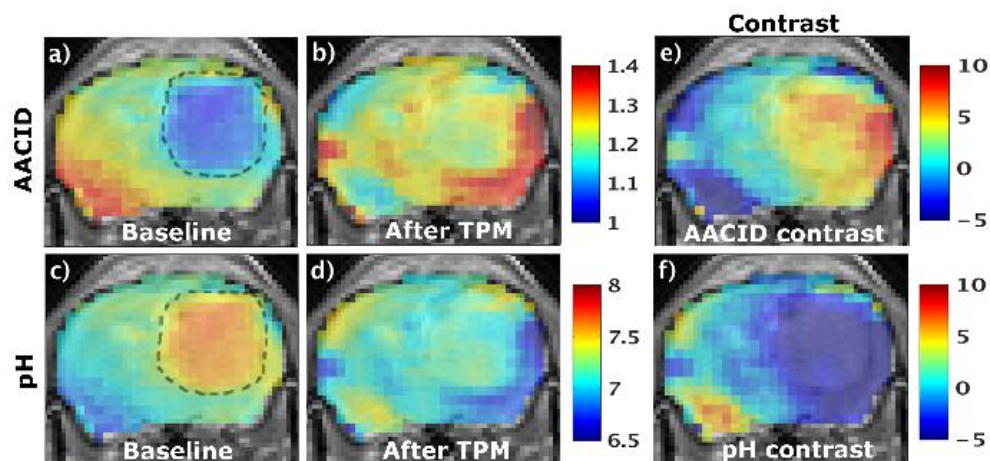 Contrast
a)
b)
e)
1.4
1.3
1.2
1.1
1
10
5
0
−5
AACID
Baseline
After TPM
AACID contrast
c)
d)
f)
8
7.5
7
6.5
10
5
0
−5
pH
Baseline
After TPM
pH contrast